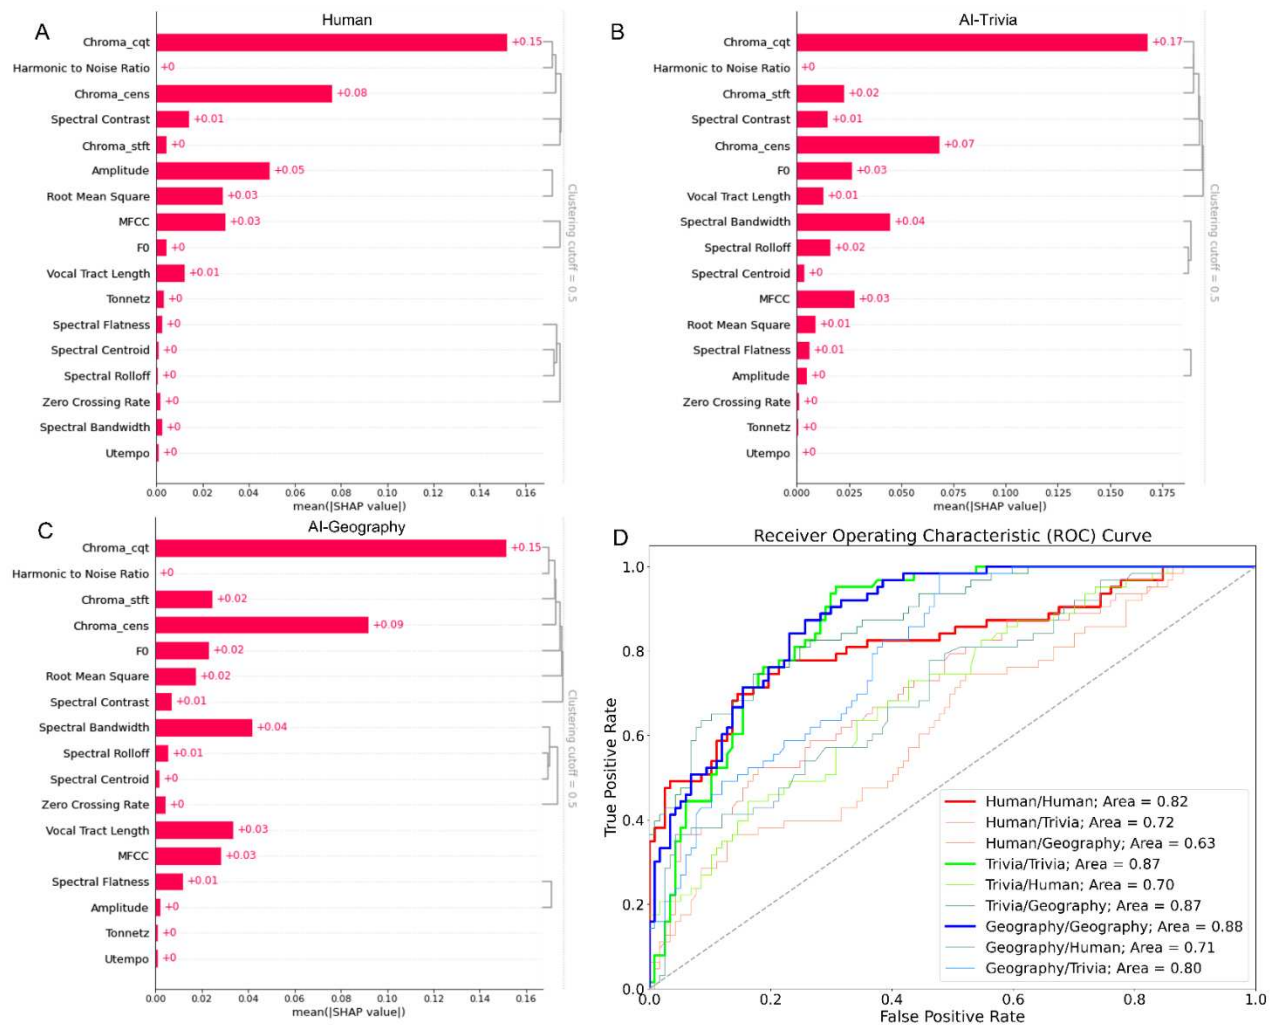 A
Human
Chroma_cqt +0.15
Harmonic to Noise Ratio +0
Chroma_cens +0.08
Spectral Contrast +0.01
Chroma_stft +0
Amplitude +0.05
Root Mean Square +0.03
MFCC +0.03
F0 +0
Vocal Tract Length +0.01
Tonnetz +0
Spectral Flatness +0
Spectral Centroid +0
Spectral Rolloff +0
Zero Crossing Rate +0
Spectral Bandwidth +0
Utempo +0
Clustering cutoff = 0.5
0.00 0.02 0.04 0.06 0.08 0.10 0.12 0.14 0.16
mean(|SHAP value|)
B
AI-Trivia
Chroma_cqt +0.17
Harmonic to Noise Ratio +0
Chroma_stft +0.02
Spectral Contrast +0.01
Chroma_cens +0.07
F0 +0.03
Vocal Tract Length +0.01
Spectral Bandwidth +0.04
Spectral Rolloff +0.02
Spectral Centroid +0
MFCC +0.03
Root Mean Square +0.01
Spectral Flatness +0.01
Amplitude +0
Zero Crossing Rate +0
Tonnetz +0
Utempo +0
Clustering cutoff = 0.5
0.000 0.025 0.050 0.075 0.100 0.125 0.150 0.175
mean(|SHAP value|)
C
AI-Geography
Chroma_cqt +0.15
Harmonic to Noise Ratio +0
Chroma_stft +0.02
Chroma_cens +0.09
F0 +0.02
Root Mean Square +0.02
Spectral Contrast +0.01
Spectral Bandwidth +0.04
Spectral Rolloff +0.01
Spectral Centroid +0
Zero Crossing Rate +0
Vocal Tract Length +0.03
MFCC +0.03
Spectral Flatness +0.01
Amplitude +0
Tonnetz +0
Utempo +0
Clustering cutoff = 0.5
0.00 0.02 0.04 0.06 0.08 0.10 0.12 0.14 0.16
mean(|SHAP value|)
D
Receiver Operating Characteristic (ROC) Curve
True Positive Rate
1.0
0.8
0.6
0.4
0.2
0.0
Human/Human; Area = 0.82
Human/Trivia; Area = 0.72
Human/Geography; Area = 0.63
Trivia/Trivia; Area = 0.87
Trivia/Human; Area = 0.70
Trivia/Geography; Area = 0.87
Geography/Geography; Area = 0.88
Geography/Human; Area = 0.71
Geography/Trivia; Area = 0.80
0.0 0.2 0.4 0.6 0.8 1.0
False Positive Rate